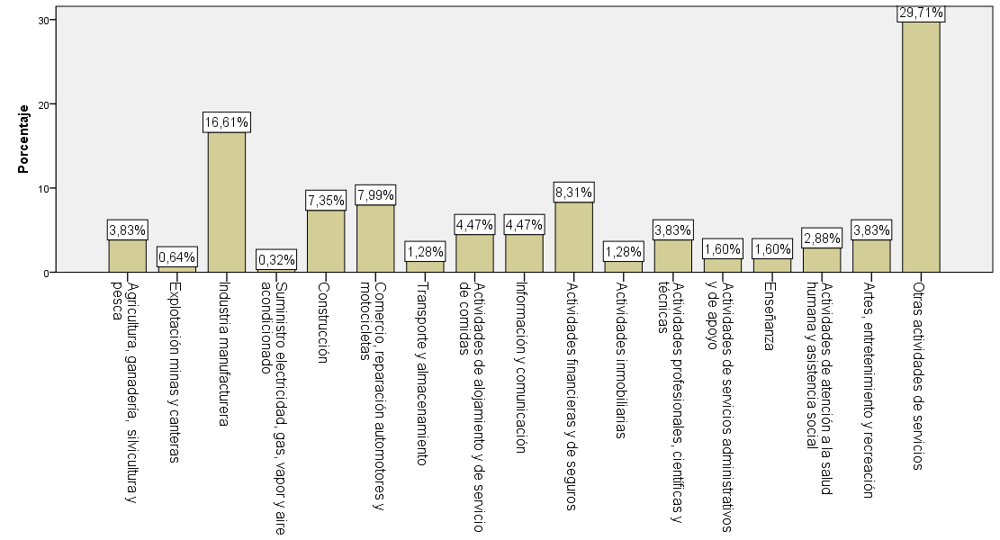 Porcentaje
30
20
10
0
3,83%
0,64%
16,61%
0,32%
7,35%
7,99%
1,28%
4,47%
4,47%
8,31%
1,28%
3,83%
1,60%
1,60%
2,88%
3,83%
29,71%
Agricultura, ganadería, silvicultura y
pesca
Explotación minas y canteras
Industria manufacturera
Suministro electricidad, gas, vapor y aire
acondicionado
Construcción
Comercio, reparación automotores y
motocicletas
Transporte y almacenamiento
Actividades de alojamiento y de servicio
de comidas
Información y comunicación
Actividades financieras y de seguros
Actividades inmobiliarias
Actividades profesionales, científicas y
técnicas
Actividades de servicios administrativos
y de apoyo
Enseñanza
Actividades de atención a la salud
humana y asistencia social
Artes, entretenimiento y recreación
Otras actividades de servicios